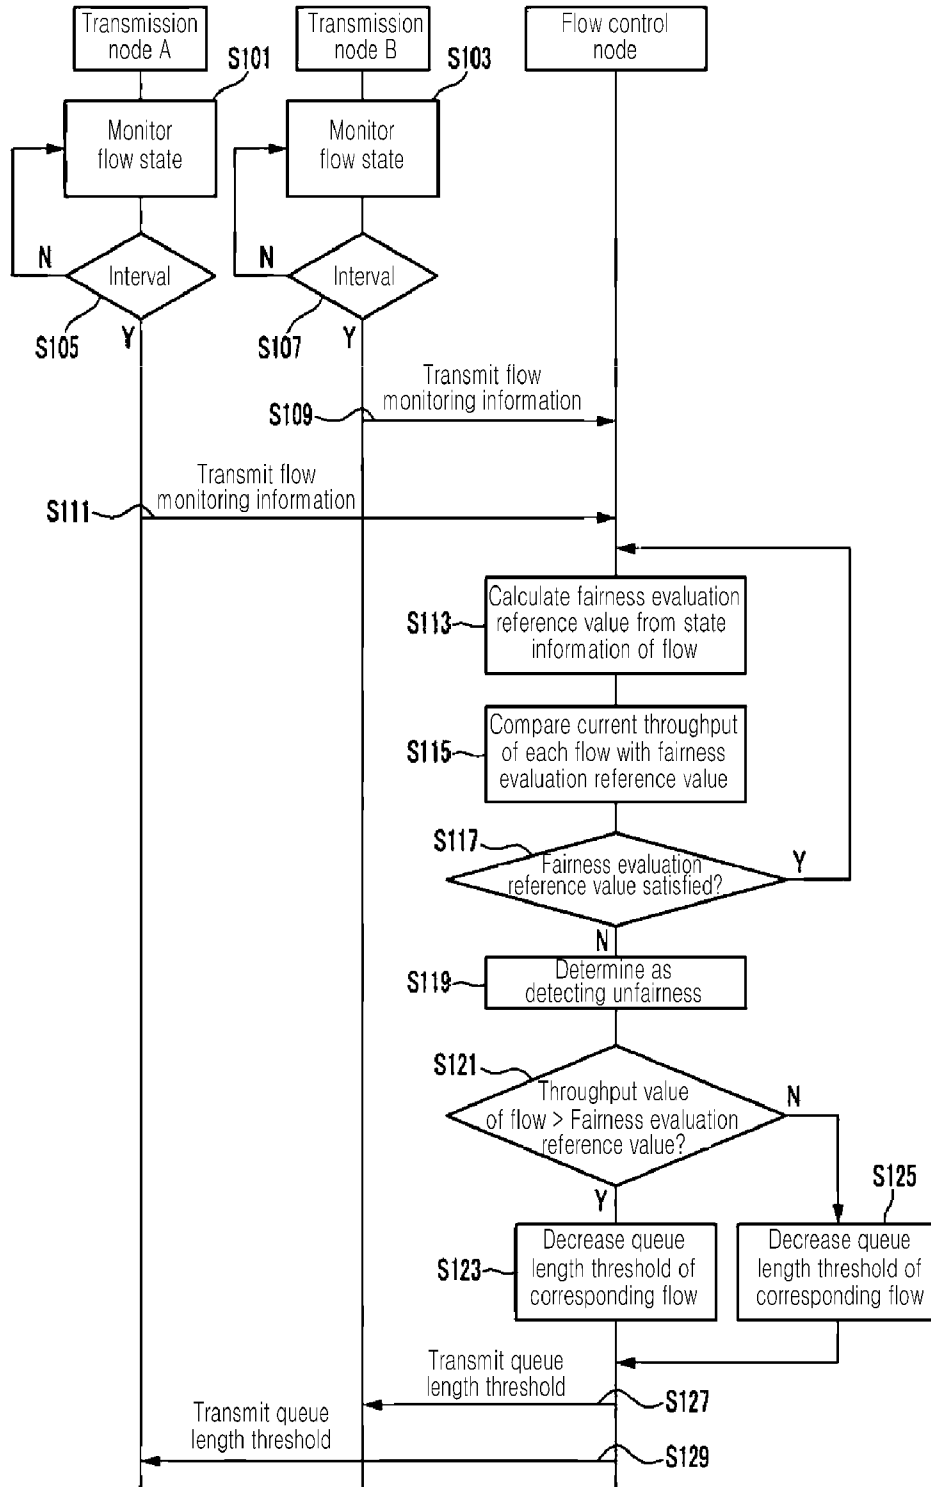 Transmission
node A
Transmission
node B
Flow control
node
S101
S103
Monitor
flow state
Monitor
flow state
N
Interval
N
Interval
S105
Y
S107
Y
Transmit flow
monitoring information
S109
Transmit flow
monitoring information
S111
S113
Calculate fairness evaluation
reference value from state
information of flow
S115
Compare current throughput
of each flow with fairness
evaluation reference value
S117
Fairness evaluation
reference value satisfied?
Y
N
S119
Determine as
detecting unfairness
S121
Throughput value
of flow > Fairness evaluation
reference value?
N
Y
S125
S123
Decrease queue
length threshold of
corresponding flow
Decrease queue
length threshold of
corresponding flow
Transmit queue
length threshold
S127
Transmit queue
length threshold
S129